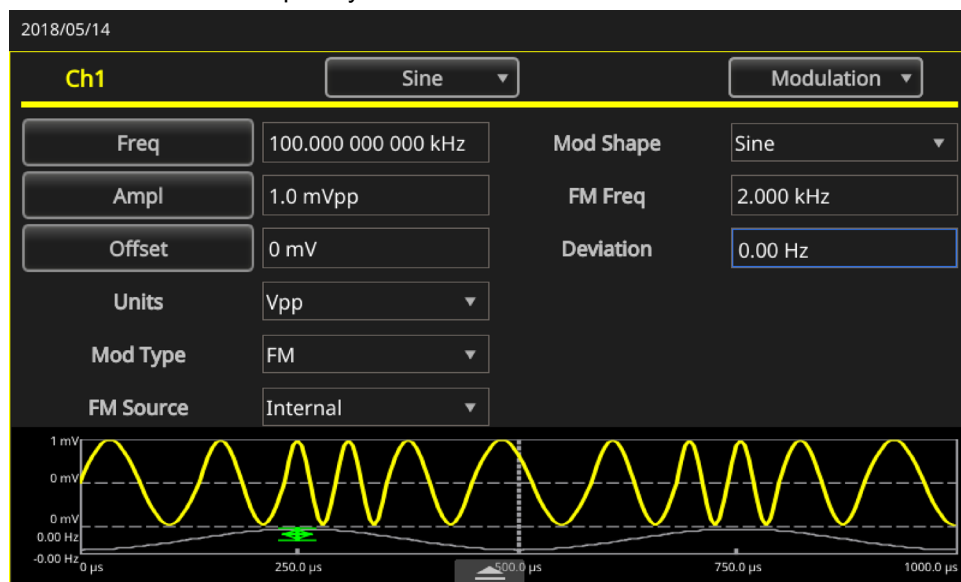 2018/05/14
Ch1 Sine Modulation
Freq 100.000 000 000 kHz Mod Shape Sine
Ampl 1.0 mVpp FM Freq 2.000 kHz
Offset 0 mV Deviation 0.00 Hz
Units Vpp
Mod Type FM
FM Source Internal
1 mV
0 mV
0 mV
0.00 Hz
-0.00 Hz
0 µs 250.0 µs 500.0 µs 750.0 µs 1000.0 µs